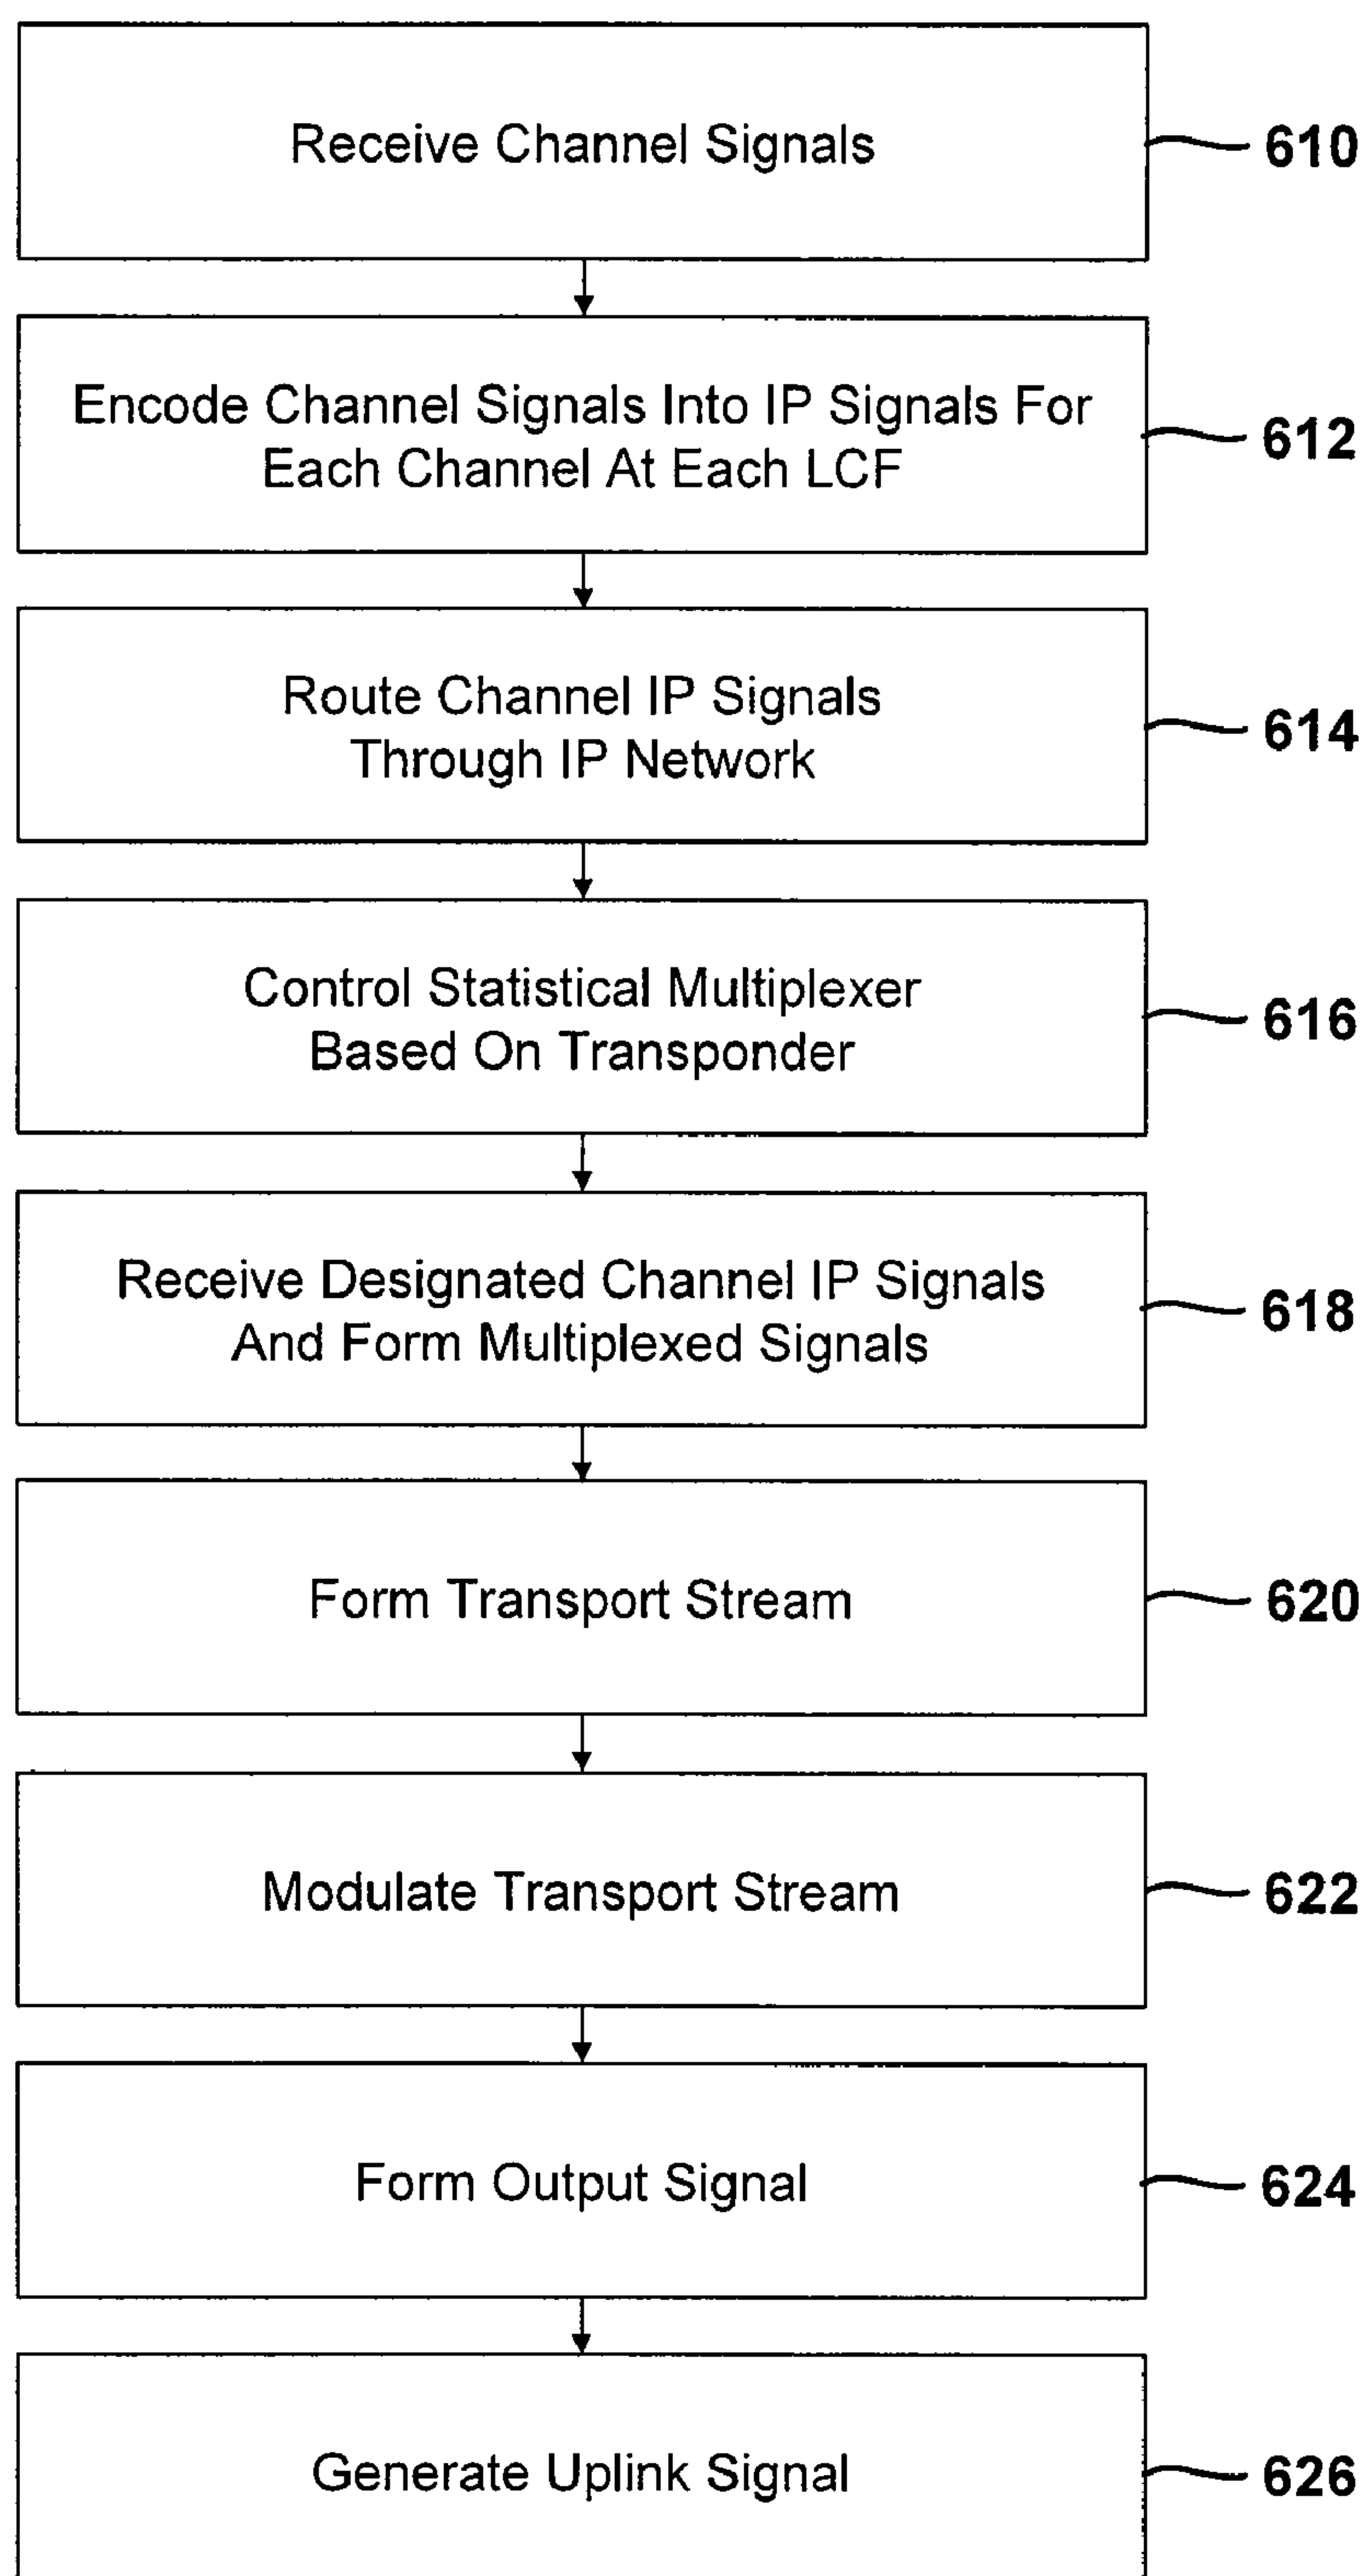 Receive Channel Signals
610
Encode Channel Signals Into IP Signals For
Each Channel At Each LCF
612
Route Channel IP Signals
Through IP Network
614
Control Statistical Multiplexer
Based On Transponder
616
Receive Designated Channel IP Signals
And Form Multiplexed Signals
618
Form Transport Stream
620
Modulate Transport Stream
622
Form Output Signal
624
Generate Uplink Signal
626